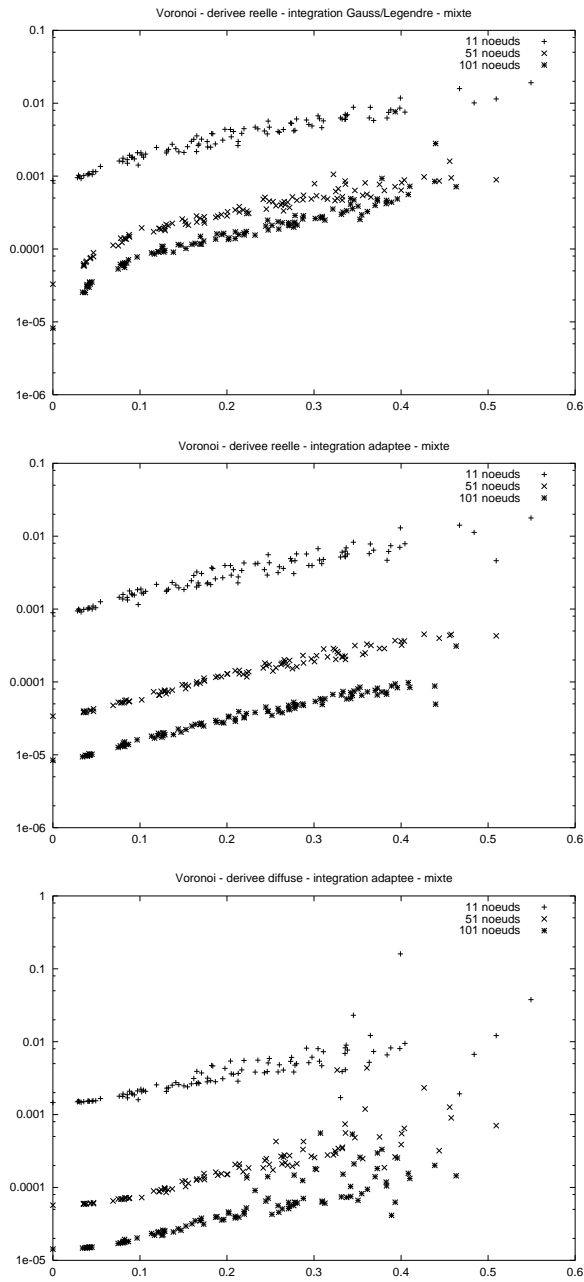 Voronoi - derivee reelle - integration Gauss/Legendre - mixte
0.1
11 noeuds
51 noeuds
101 noeuds
0.01
0.001
0.0001
1e-05
1e-06
0 0.1 0.2 0.3 0.4 0.5 0.6
Voronoi - derivee reelle - integration adaptee - mixte
0.1
11 noeuds
51 noeuds
101 noeuds
0.01
0.001
0.0001
1e-05
1e-06
0 0.1 0.2 0.3 0.4 0.5 0.6
Voronoi - derivee diffuse - integration adaptee - mixte
1
11 noeuds
51 noeuds
101 noeuds
0.1
0.01
0.001
0.0001
1e-05
0 0.1 0.2 0.3 0.4 0.5 0.6